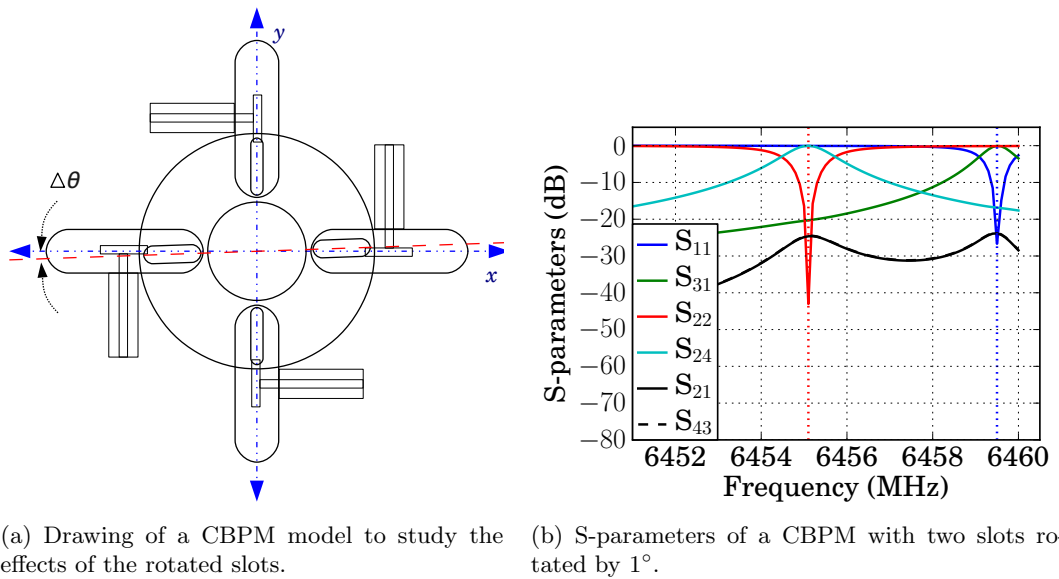 y
Δθ
x
S-parameters (dB)
0
−10
−20
−30
−40
−50
−60
−70
−80
S11
S31
S22
S24
S21
S43
6452 6454 6456 6458 6460
Frequency (MHz)
(a) Drawing of a CBPM model to study the
effects of the rotated slots.
(b) S-parameters of a CBPM with two slots ro-
tated by 1°.